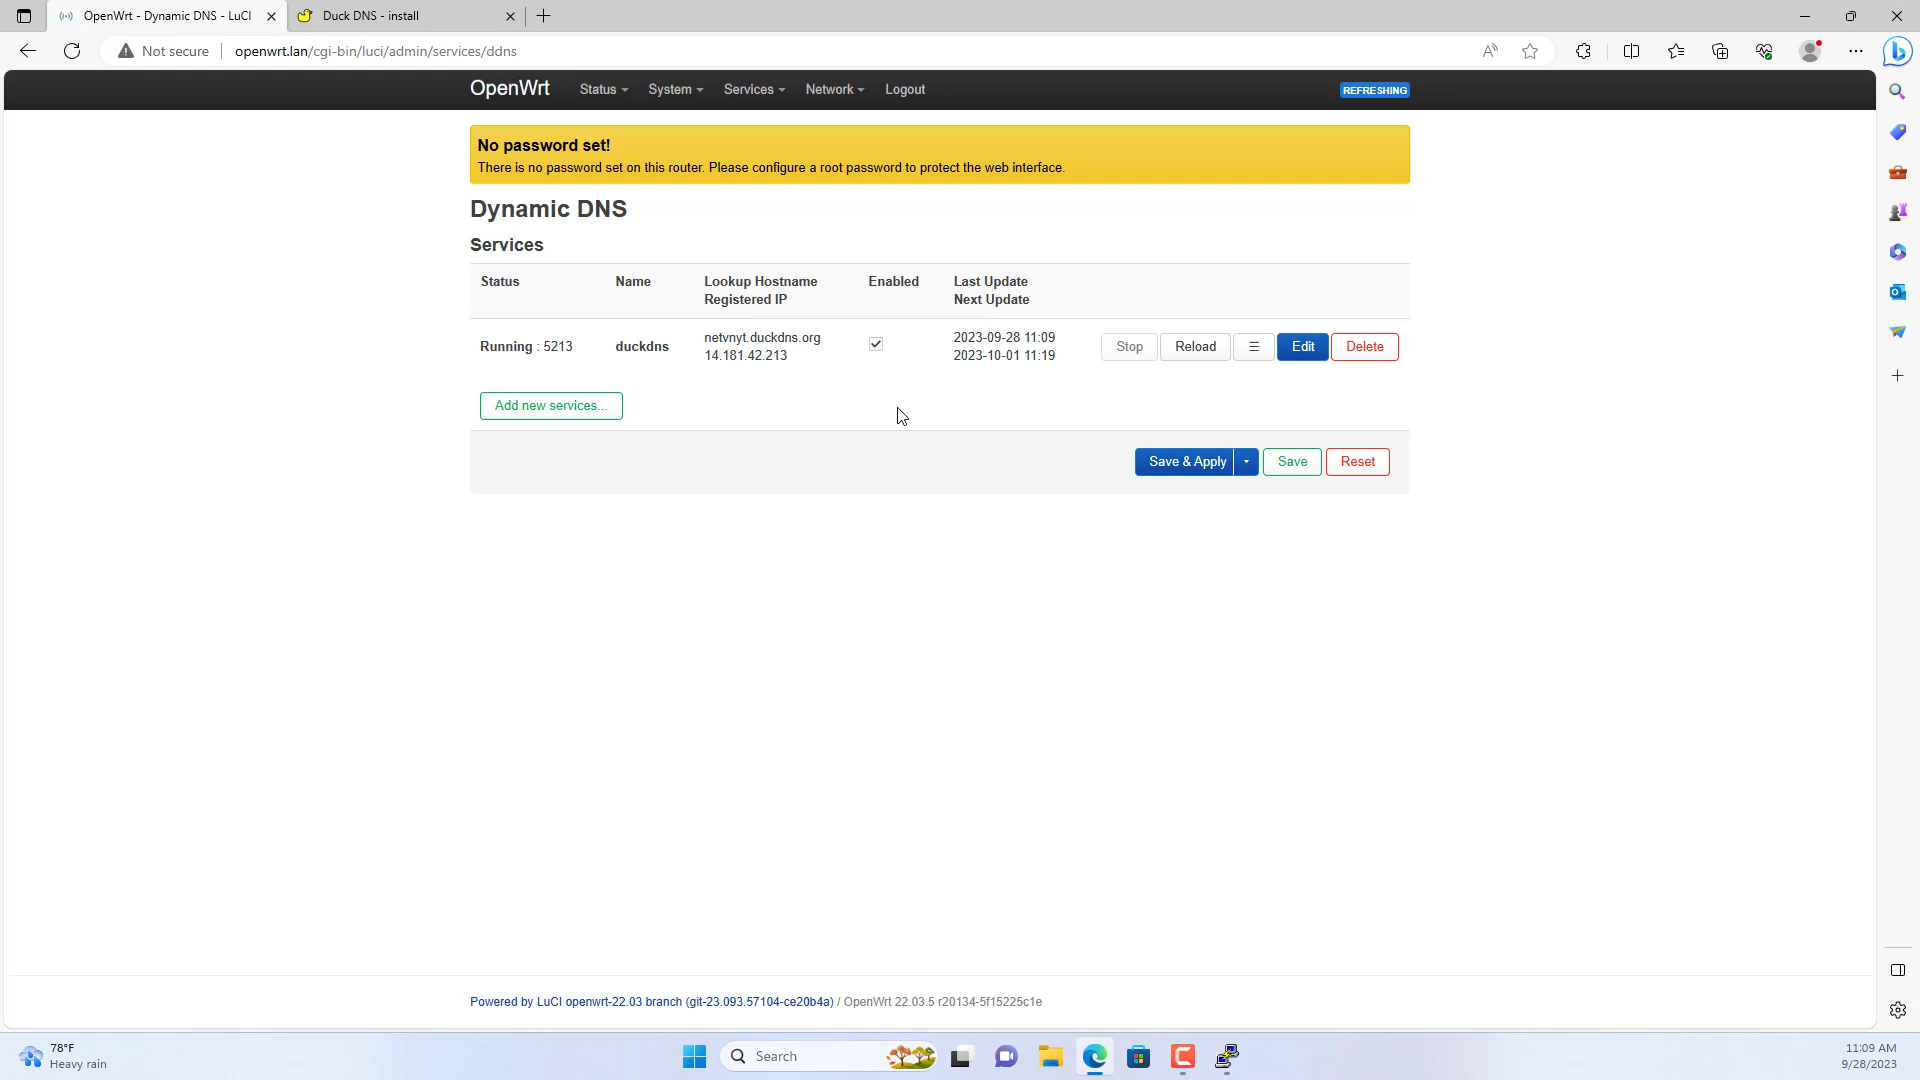 OpenWrt - Dynamic DNS - LuCI
Duck DNS - install
Not secure
openwrt.lan/cgi-bin/luci/admin/services/ddns
OpenWrt
Status
System
Services
Network
Logout
REFRESHING
No password set!
There is no password set on this router. Please configure a root password to protect the web interface.
Dynamic DNS
Services
Status
Name
Lookup Hostname
Registered IP
Enabled
Last Update
Next Update
Running : 5213
duckdns
netvnyt.duckdns.org
14.181.42.213
2023-09-28 11:09
2023-10-01 11:19
Stop
Reload
Edit
Delete
Add new services...
Save & Apply
Save
Reset
Powered by LuCI openwrt-22.03 branch (git-23.093.57104-ce20b4a) / OpenWrt 22.03.5 r20134-5f15225c1e
78°F
Heavy rain
Search
11:09 AM
9/28/2023